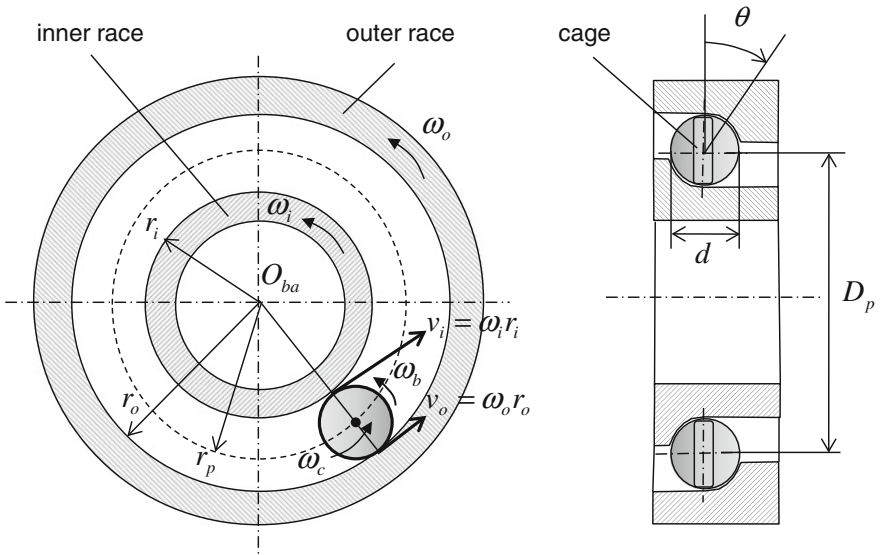 inner race
outer race
cage
θ
ω_o
ω_i
r_i
O_ba
d
D_p
v_i = ω_i r_i
ω_b
r_o
v_o = ω_o r_o
r_p
ω_c